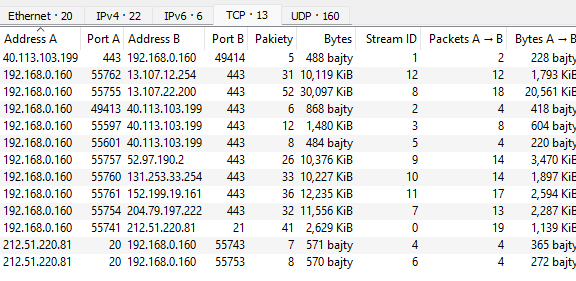 Ethernet · 20 IPv4 · 22 IPv6 · 6 TCP · 13 UDP · 160
Address A Port A Address B Port B Pakiety Bytes Stream ID Packets A → B Bytes A → B
40.113.103.199 443 192.168.0.160 49414 5 488 bajty 1 2 228 bajty
192.168.0.160 55762 13.107.12.254 443 31 10,119 KiB 12 12 1,793 KiB
192.168.0.160 55755 13.107.22.200 443 52 30,097 KiB 8 18 20,561 KiB
192.168.0.160 49413 40.113.103.199 443 6 868 bajty 2 4 418 bajty
192.168.0.160 55597 40.113.103.199 443 12 1,480 KiB 3 8 604 bajty
192.168.0.160 55601 40.113.103.199 443 8 484 bajty 5 4 220 bajty
192.168.0.160 55757 52.97.190.2 443 26 10,376 KiB 9 14 3,470 KiB
192.168.0.160 55760 131.253.33.254 443 33 10,227 KiB 10 14 1,897 KiB
192.168.0.160 55761 152.199.19.161 443 36 12,235 KiB 11 17 2,594 KiB
192.168.0.160 55754 204.79.197.222 443 32 11,556 KiB 7 13 2,287 KiB
192.168.0.160 55741 212.51.220.81 21 41 2,629 KiB 0 19 1,139 KiB
212.51.220.81 20 192.168.0.160 55743 7 571 bajty 4 4 365 bajty
212.51.220.81 20 192.168.0.160 55753 8 570 bajty 6 4 272 bajty